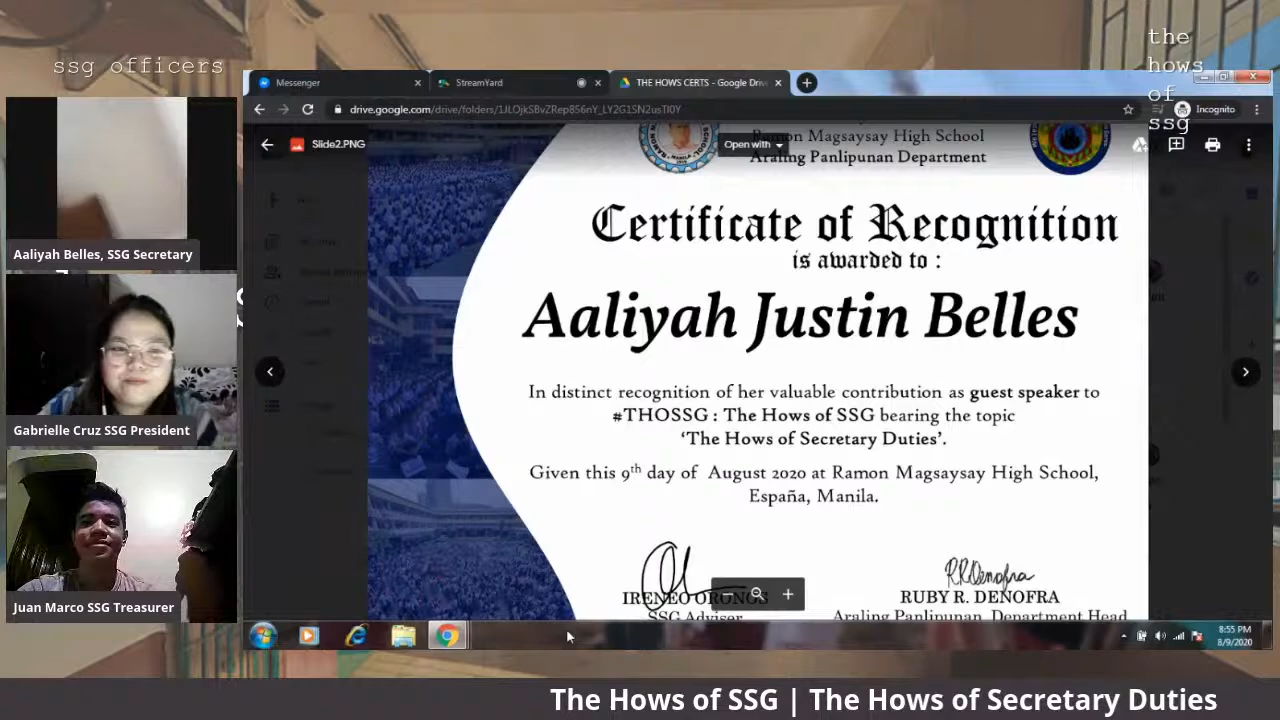 ssg officers
the
hows
of
ssg
Messenger
StreamYard
THE HOWS CERTS - Google Driv
drive.google.com/drive/folders/1JLOjkSBvZRep856nY_LY2G1SN2usTl0Y
Incognito
Slide2.PNG
Open with
Ramon Magsaysay High School
Araling Panlipunan Department
Certificate of Recognition
is awarded to :
Aaliyah Justin Belles
In distinct recognition of her valuable contribution as guest speaker to
#THOSSG : The Hows of SSG bearing the topic
‘The Hows of Secretary Duties’.
Given this 9th day of August 2020 at Ramon Magsaysay High School,
España, Manila.
IRENEO ORONOS
SSG Adviser
RUBY R. DENOFRA
Araling Panlipunan Department Head
Aaliyah Belles, SSG Secretary
Gabrielle Cruz SSG President
Juan Marco SSG Treasurer
8:55 PM
8/9/2020
The Hows of SSG | The Hows of Secretary Duties